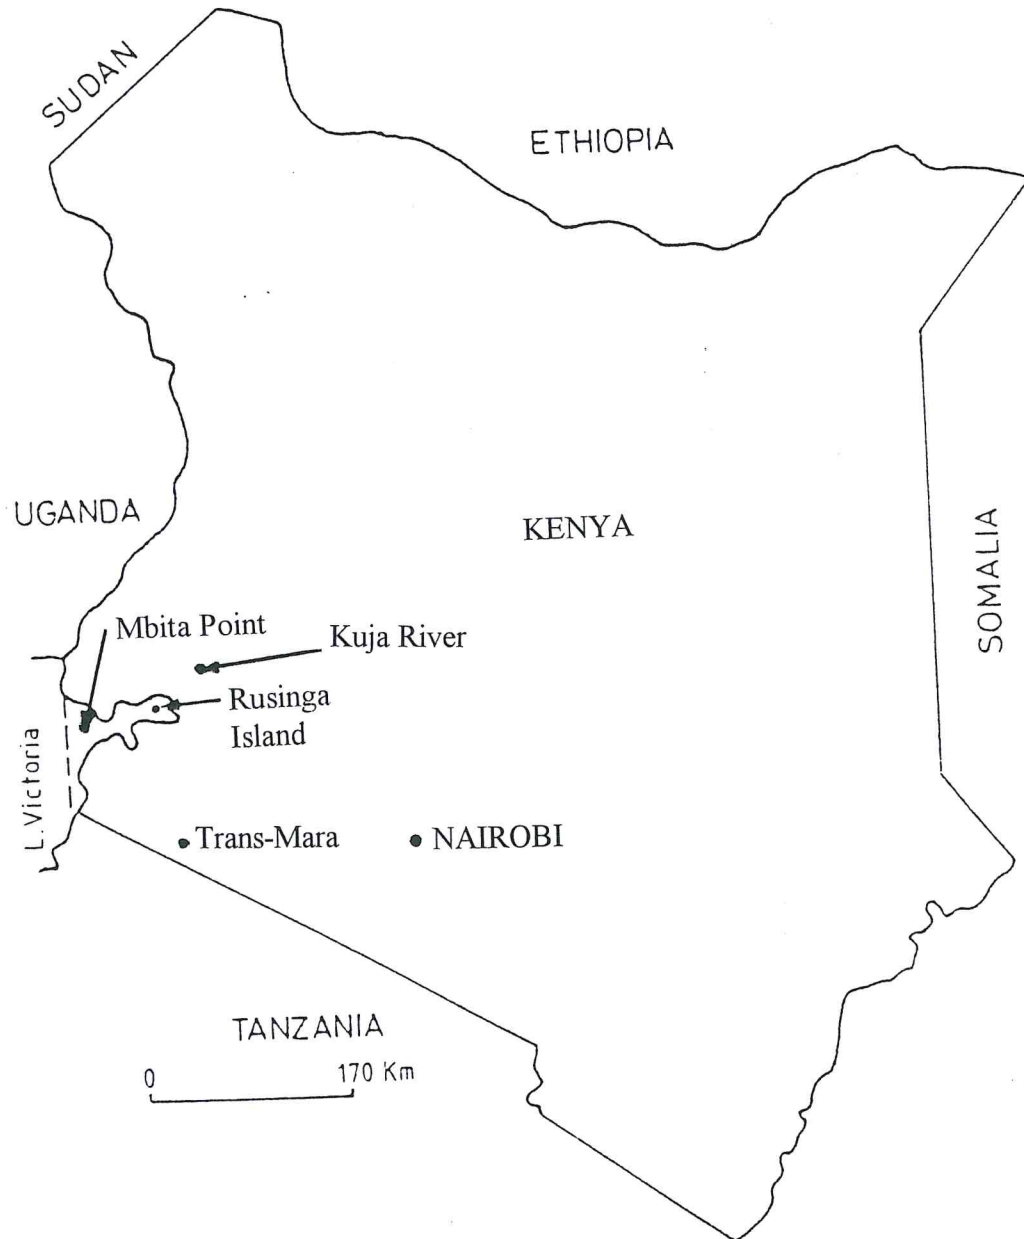 SUDAN
ETHIOPIA
UGANDA
KENYA
SOMALIA
Mbita Point
Kuja River
Rusinga
Island
L. Victoria
Trans-Mara
NAIROBI
TANZANIA
0
170 Km